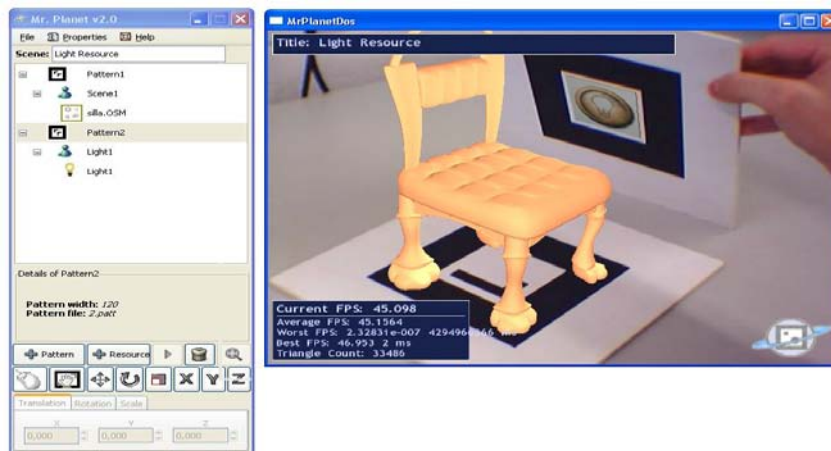 Mr. Planet v2.0
File Properties Help
Scene: Light Resource
Pattern1
Scene1
silla.OSM
Pattern2
Light1
Light1
Details of Pattern2
Pattern width: 120
Pattern file: 2.patt
Pattern Resource
X Y Z
Translation Rotation Scale
X Y Z
0,000 0,000 0,000
MrPlanetDos
Title: Light Resource
Current FPS: 45.098
Average FPS: 45.1564
Worst FPS: 2.32831e-007
Best FPS: 46.953 2 ms
Triangle Count: 33486